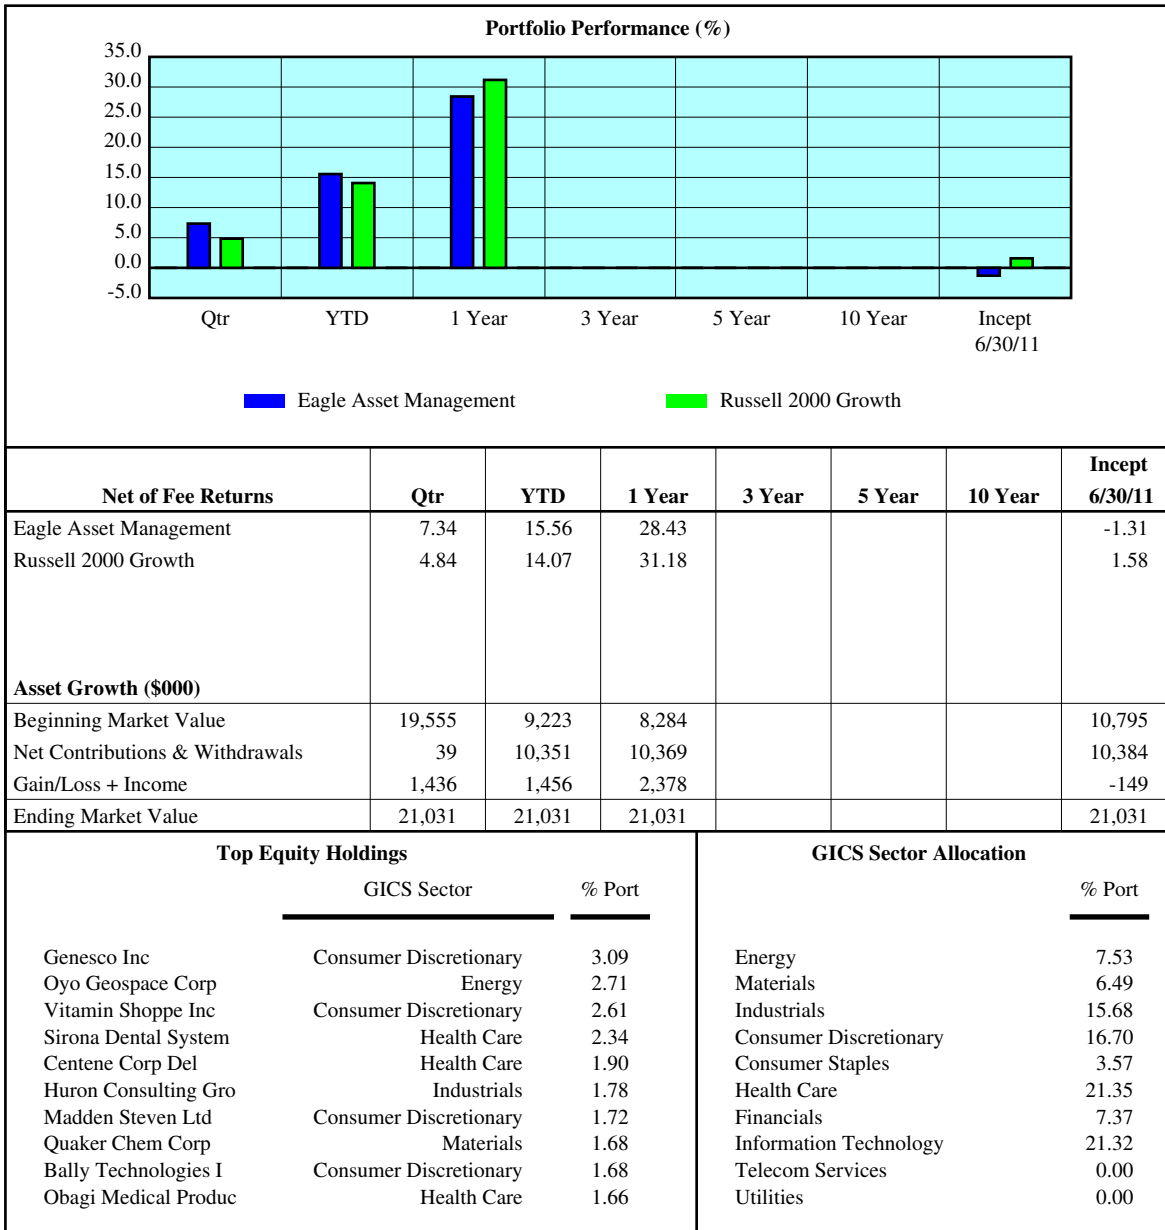 Portfolio Performance (%)
35.0
30.0
25.0
20.0
15.0
10.0
5.0
0.0
-5.0
Qtr YTD 1 Year 3 Year 5 Year 10 Year Incept
6/30/11
Eagle Asset Management Russell 2000 Growth
Incept
Net of Fee Returns Qtr YTD 1 Year 3 Year 5 Year 10 Year 6/30/11
Eagle Asset Management 7.34 15.56 28.43 -1.31
Russell 2000 Growth 4.84 14.07 31.18 1.58
Asset Growth ($000)
Beginning Market Value 19,555 9,223 8,284 10,795
Net Contributions & Withdrawals 39 10,351 10,369 10,384
Gain/Loss + Income 1,436 1,456 2,378 -149
Ending Market Value 21,031 21,031 21,031 21,031
Top Equity Holdings
GICS Sector % Port
Genesco Inc Consumer Discretionary 3.09
Oyo Geospace Corp Energy 2.71
Vitamin Shoppe Inc Consumer Discretionary 2.61
Sirona Dental System Health Care 2.34
Centene Corp Del Health Care 1.90
Huron Consulting Gro Industrials 1.78
Madden Steven Ltd Consumer Discretionary 1.72
Quaker Chem Corp Materials 1.68
Bally Technologies I Consumer Discretionary 1.68
Obagi Medical Produc Health Care 1.66
GICS Sector Allocation
% Port
Energy 7.53
Materials 6.49
Industrials 15.68
Consumer Discretionary 16.70
Consumer Staples 3.57
Health Care 21.35
Financials 7.37
Information Technology 21.32
Telecom Services 0.00
Utilities 0.00